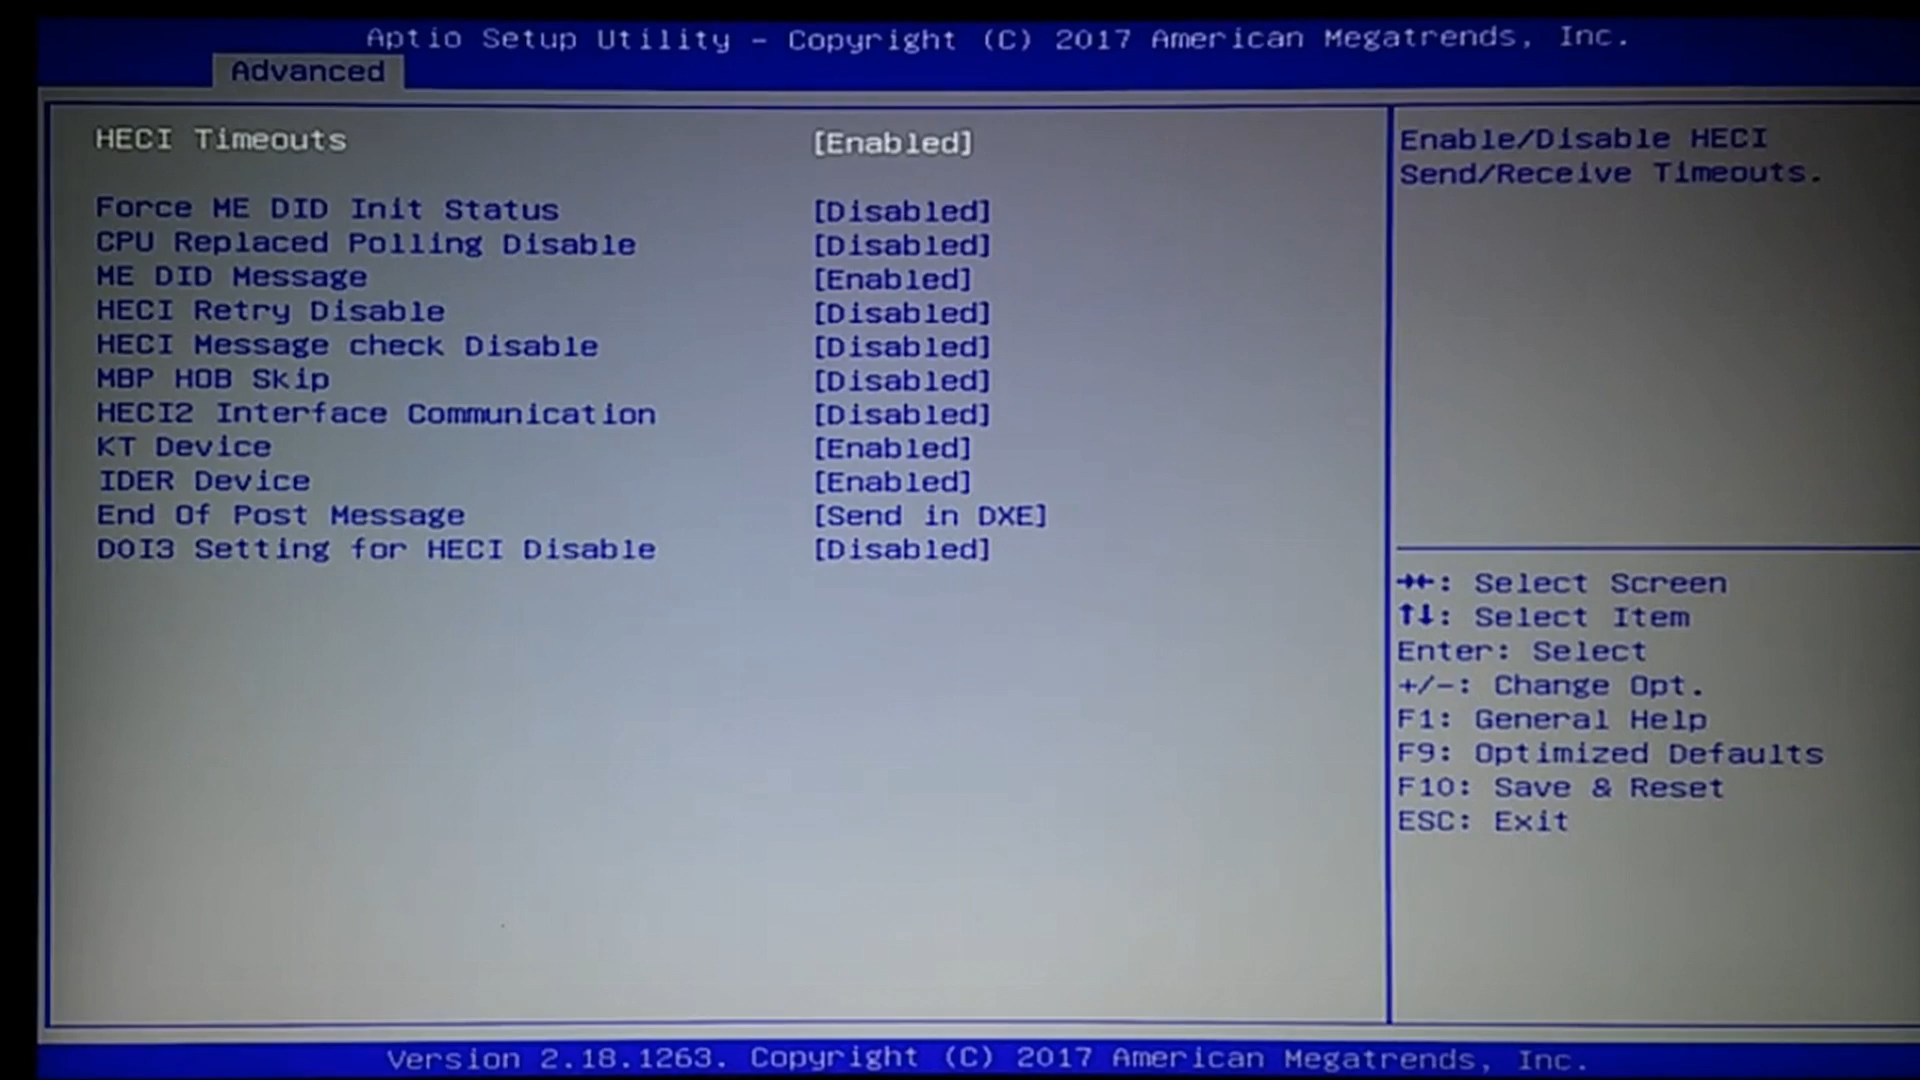 Aptio Setup Utility - Copyright (C) 2017 American Megatrends, Inc.
Advanced
HECI Timeouts [Enabled]
Force ME DID Init Status [Disabled]
CPU Replaced Polling Disable [Disabled]
ME DID Message [Enabled]
HECI Retry Disable [Disabled]
HECI Message check Disable [Disabled]
MBP HOB Skip [Disabled]
HECI2 Interface Communication [Disabled]
KT Device [Enabled]
IDER Device [Enabled]
End Of Post Message [Send in DXE]
DOI3 Setting for HECI Disable [Disabled]
Enable/Disable HECI
Send/Receive Timeouts.
→←: Select Screen
↑↓: Select Item
Enter: Select
+/-: Change Opt.
F1: General Help
F9: Optimized Defaults
F10: Save & Reset
ESC: Exit
Version 2.18.1263. Copyright (C) 2017 American Megatrends, Inc.